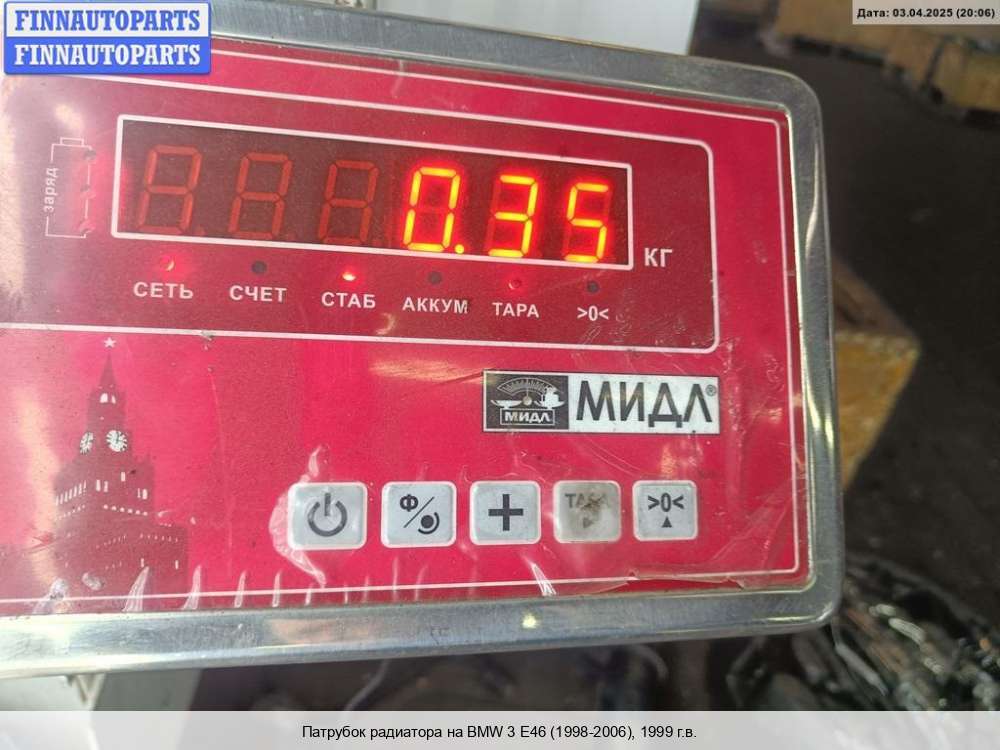 FINNAUTOPARTS
FINNAUTOPARTS
Дата: 03.04.2025 (20:06)
заряд
0.35
КГ
СЕТЬ СЧЕТ СТАБ АККУМ ТАРА >0<
МИДЛ МИДЛ®
Ф ТАРА >0<
Патрубок радиатора на BMW 3 E46 (1998-2006), 1999 г.в.